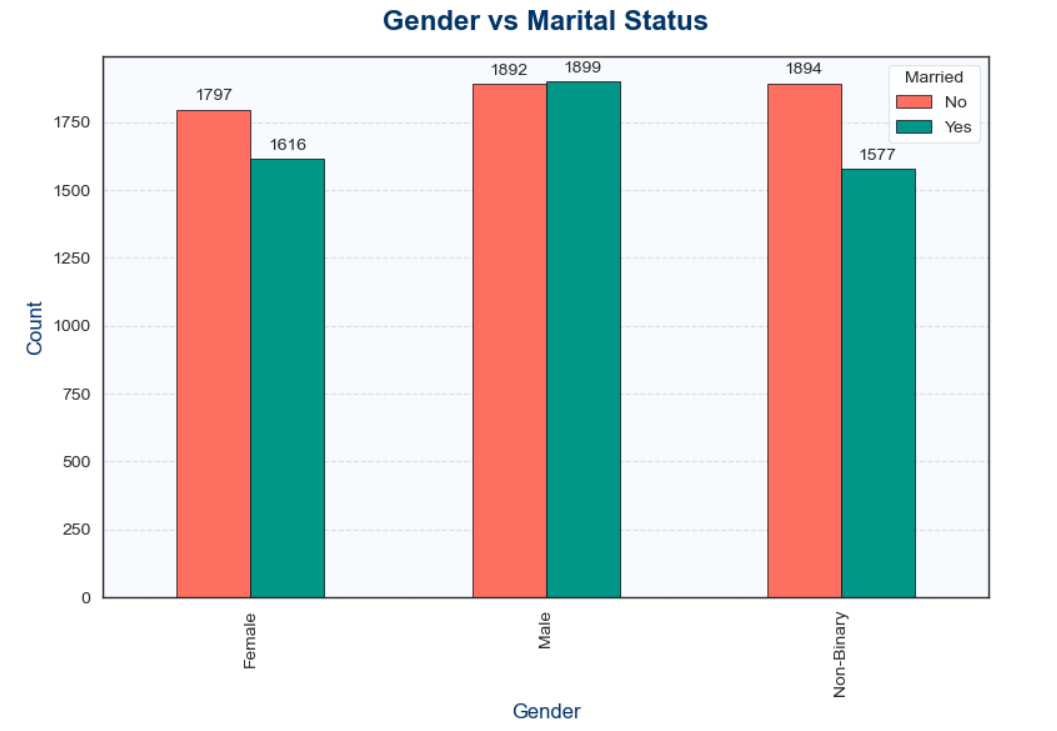 Gender vs Marital Status
1892 1899 1894
1797
1616
1577
Married
No
Yes
1750
1500
1250
1000
750
500
250
0
Count
Female
Male
Non-Binary
Gender